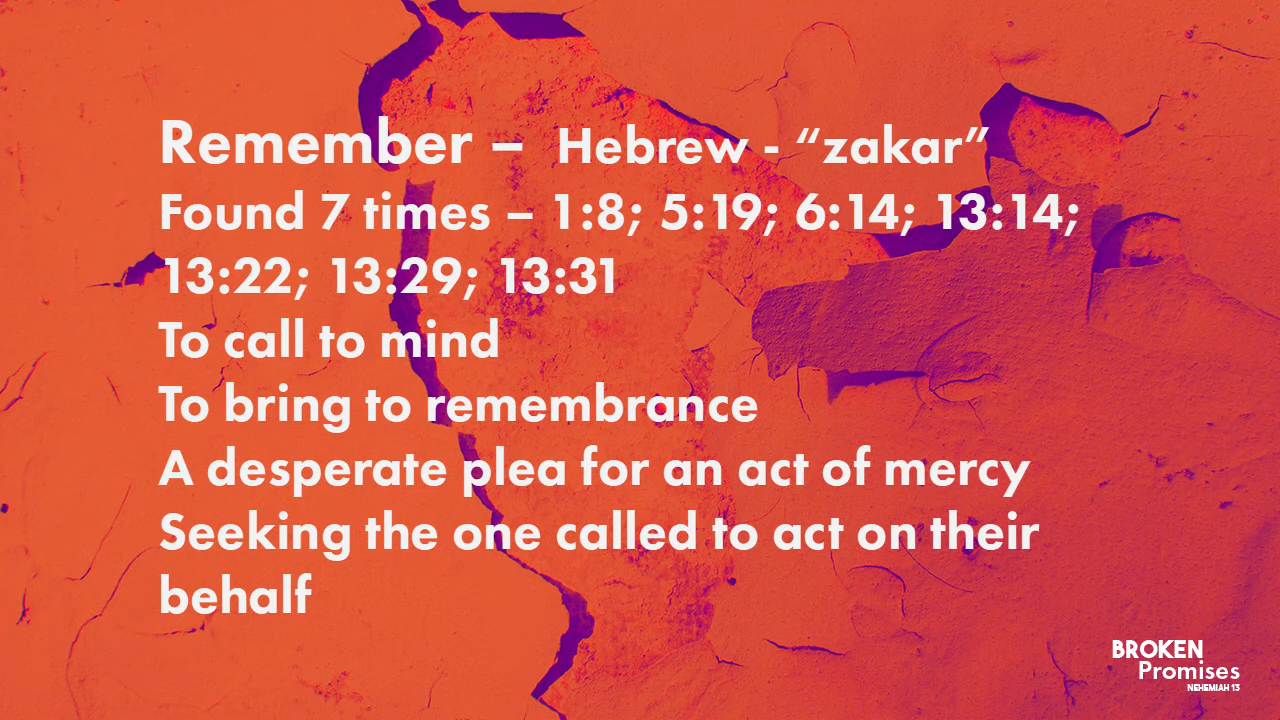 Remember – Hebrew - “zakar”
Found 7 times – 1:8; 5:19; 6:14; 13:14;
13:22; 13:29; 13:31
To call to mind
To bring to remembrance
A desperate plea for an act of mercy
Seeking the one called to act on their
behalf
BROKEN
Promises
NEHEMIAH 13